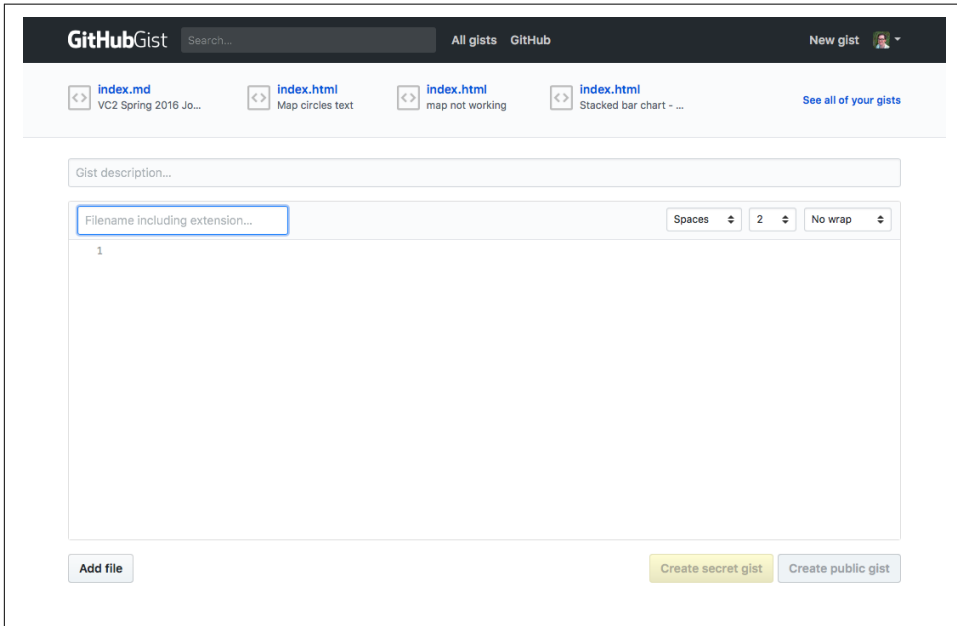 GitHubGist Search... All gists GitHub New gist
index.md index.html index.html index.html
VC2 Spring 2016 Jo... Map circles text map not working Stacked bar chart - ...
See all of your gists
Gist description...
Filename including extension... Spaces 2 No wrap
1
Add file Create secret gist Create public gist